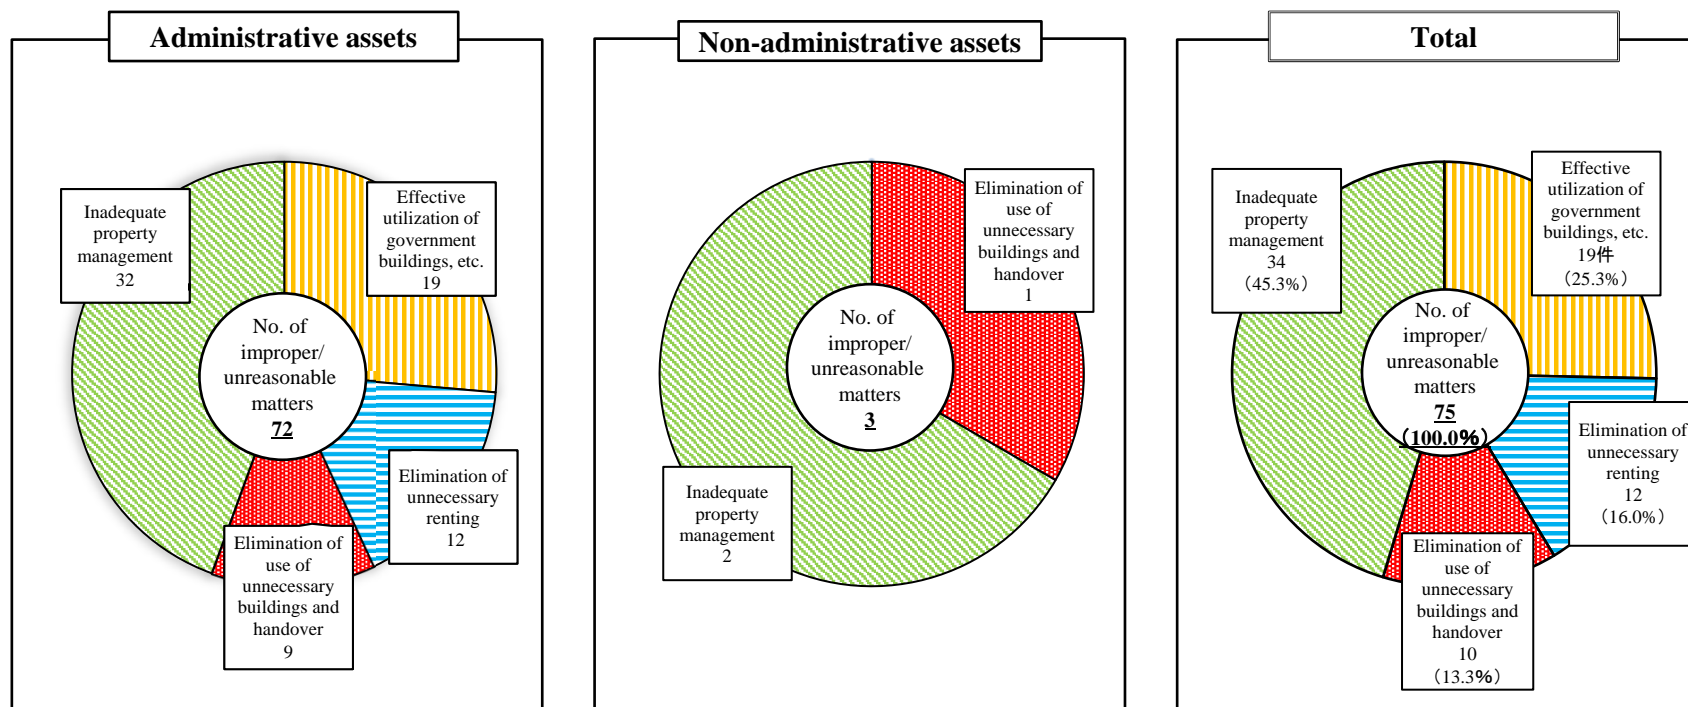 Administrative assets
Inadequate
property
management
32
Effective
utilization of
government
buildings, etc.
19
No. of
improper/
unreasonable
matters
72
Elimination of
unnecessary
renting
12
Elimination of
use of
unnecessary
buildings and
handover
9
Non-administrative assets
Elimination of
use of
unnecessary
buildings and
handover
1
No. of
improper/
unreasonable
matters
3
Inadequate
property
management
2
Total
Inadequate
property
management
34
（45.3%）
Effective
utilization of
government
buildings, etc.
19件
（25.3%）
No. of
improper/
unreasonable
matters
75
(100.0%)
Elimination of
unnecessary
renting
12
（16.0%）
Elimination of
use of
unnecessary
buildings and
handover
10
（13.3%）